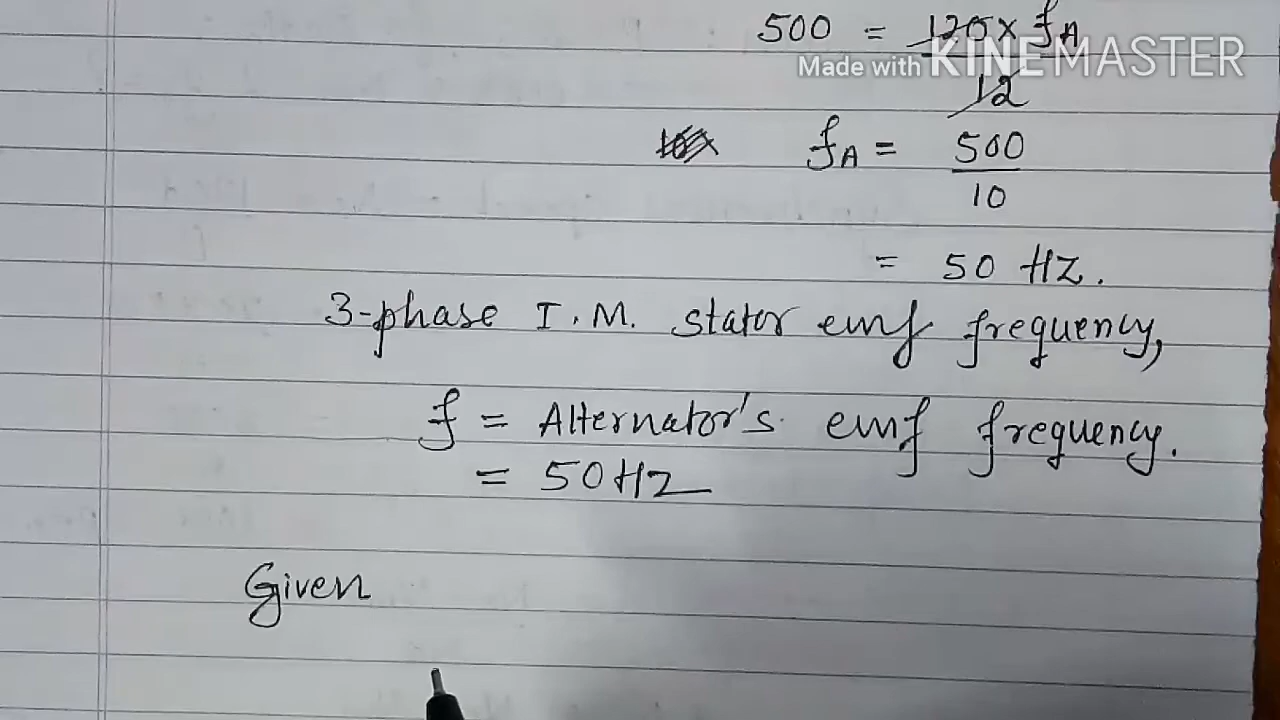 500 = 120 × fA
Made with KINEMASTER
12
fA = 500
10
= 50 HZ.
3-phase I.M. stator emf frequency,
f = Alternator's emf frequency.
= 50HZ
Given